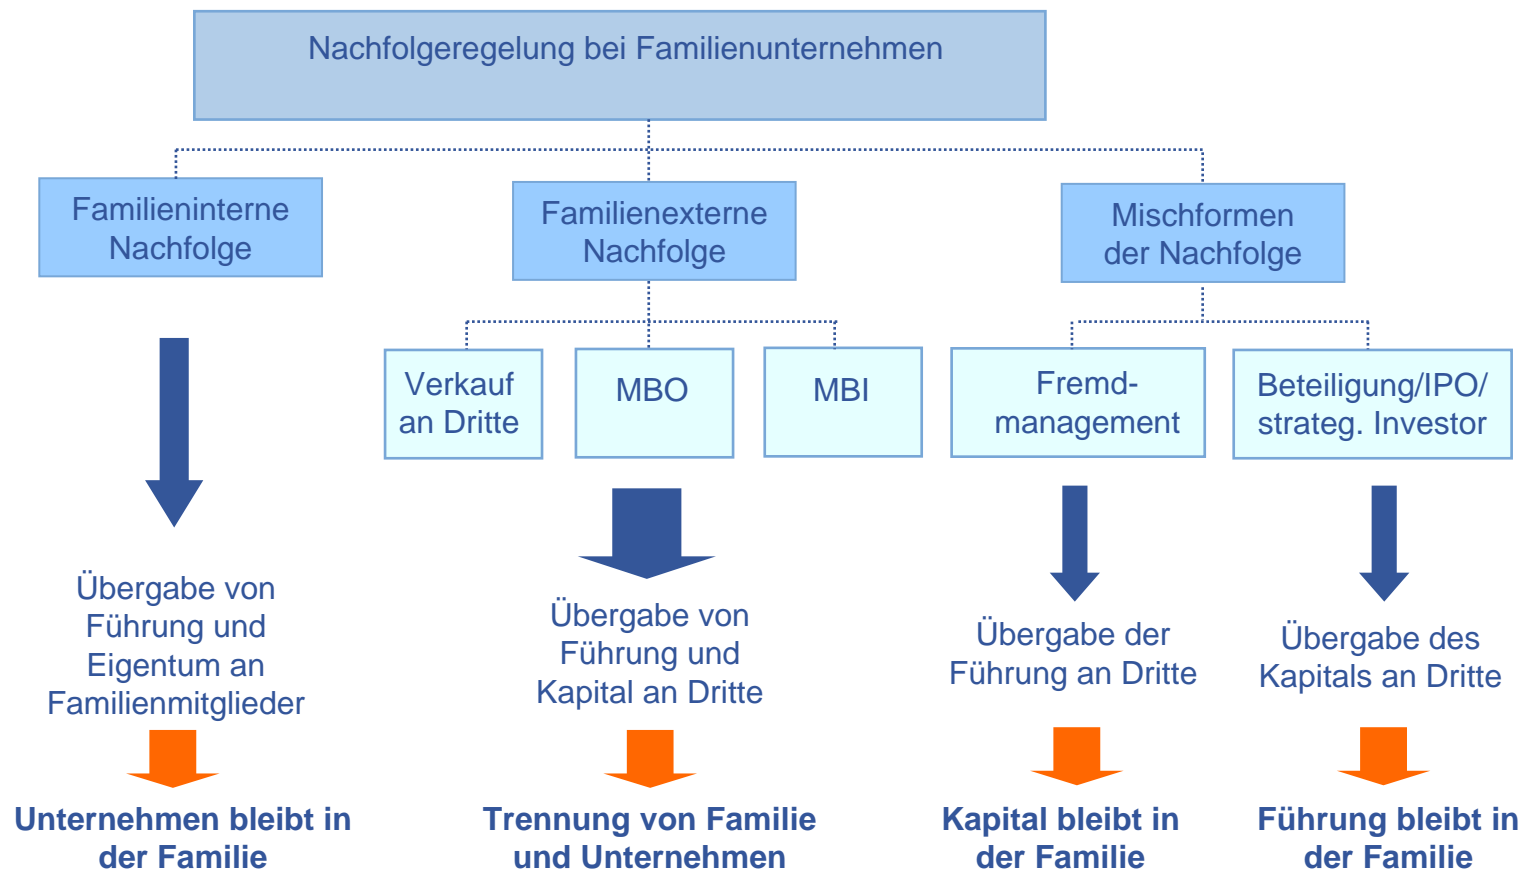 Nachfolgeregelung bei Familienunternehmen
Familieninterne
Nachfolge
Familienexterne
Nachfolge
Mischformen
der Nachfolge
Verkauf
an Dritte
MBO
MBI
Fremd-
management
Beteiligung/IPO/
strateg. Investor
Übergabe von
Führung und
Eigentum an
Familienmitglieder
Übergabe von
Führung und
Kapital an Dritte
Übergabe der
Führung an Dritte
Übergabe des
Kapitals an Dritte
Unternehmen bleibt in
der Familie
Trennung von Familie
und Unternehmen
Kapital bleibt in
der Familie
Führung bleibt in
der Familie